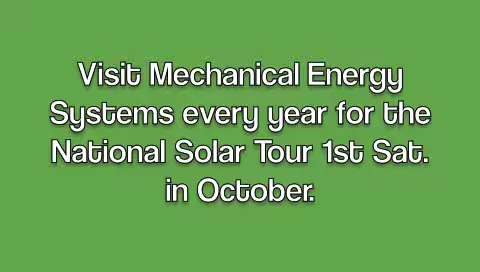 Visit Mechanical Energy
Systems every year for the
National Solar Tour 1st Sat.
in October.